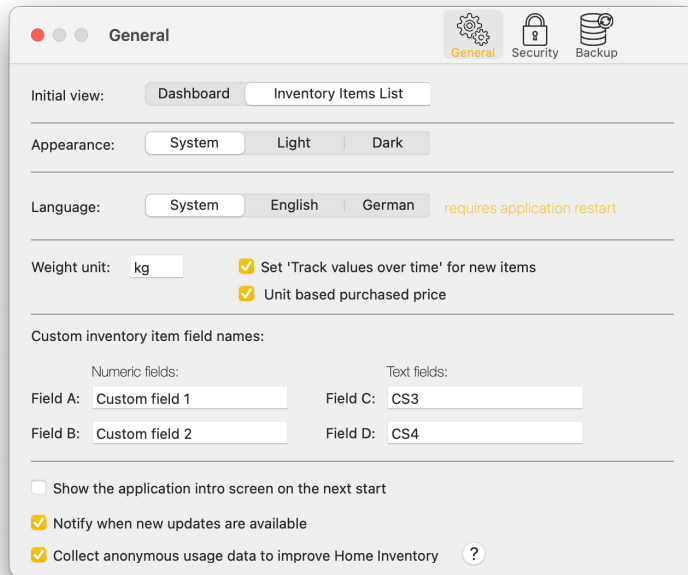 General
General Security Backup
Initial view: Dashboard Inventory Items List
Appearance: System Light Dark
Language: System English German requires application restart
Weight unit: kg Set 'Track values over time' for new items
Unit based purchased price
Custom inventory item field names:
Numeric fields: Text fields:
Field A: Custom field 1 Field C: CS3
Field B: Custom field 2 Field D: CS4
Show the application intro screen on the next start
Notify when new updates are available
Collect anonymous usage data to improve Home Inventory ?